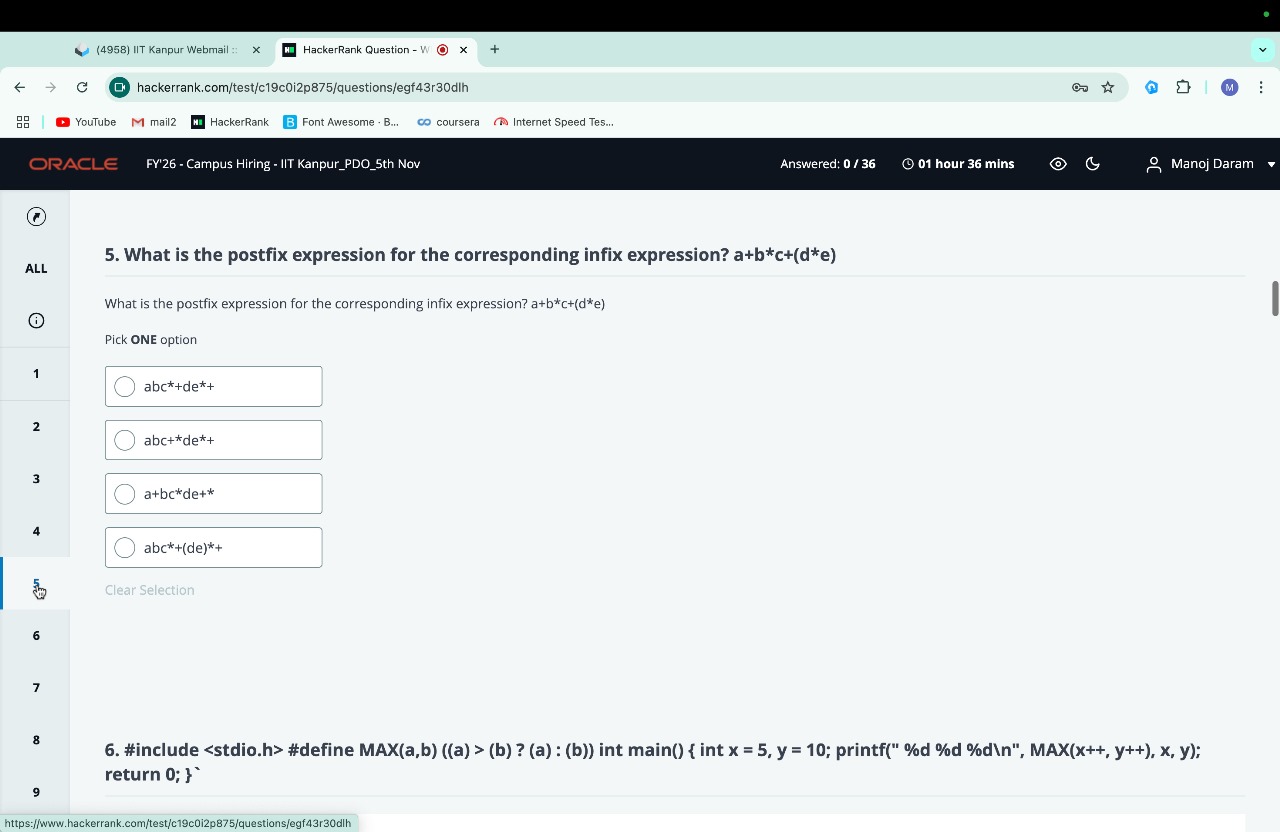 (4958) IIT Kanpur Webmail ::
HackerRank Question - W
hackerrank.com/test/c19c0i2p875/questions/egf43r30dlh
M
YouTube mail2 HackerRank Font Awesome · B... coursera Internet Speed Tes...
ORACLE FY'26 - Campus Hiring - IIT Kanpur_PDO_5th Nov Answered: 0 / 36 01 hour 36 mins Manoj Daram
ALL
1
2
3
4
5
6
7
8
9
5. What is the postfix expression for the corresponding infix expression? a+b*c+(d*e)
What is the postfix expression for the corresponding infix expression? a+b*c+(d*e)
Pick ONE option
abc*+de*+
abc+*de*+
a+bc*de+*
abc*+(de)*+
Clear Selection
6. #include <stdio.h> #define MAX(a,b) ((a) > (b) ? (a) : (b)) int main() { int x = 5, y = 10; printf(" %d %d %d\n", MAX(x++, y++), x, y);
return 0; }`
https://www.hackerrank.com/test/c19c0i2p875/questions/egf43r30dlh